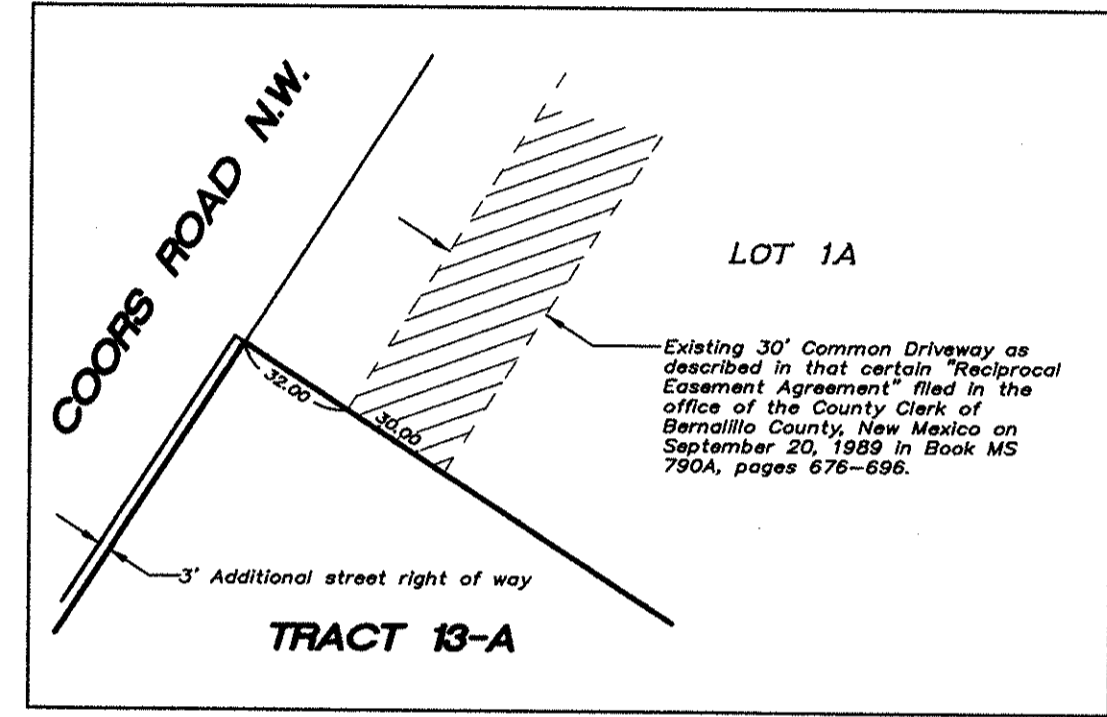 COORS ROAD N.W.
LOT 1A
Existing 30' Common Driveway as
described in that certain "Reciprocal
Easement Agreement" filed in the
office of the County Clerk of
Bernalillo County, New Mexico on
September 20, 1989 in Book MS
790A, pages 676-696.
32.00
30.00
3' Additional street right of way
TRACT 13-A